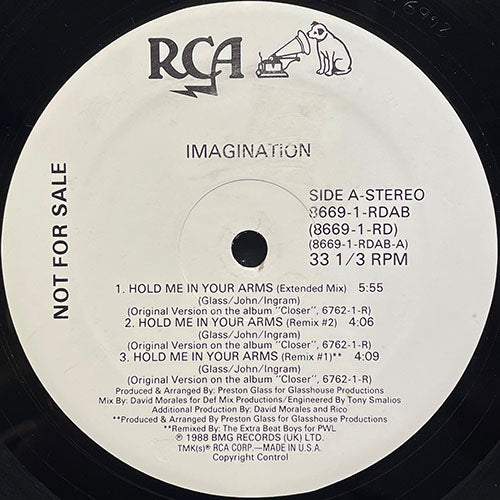 6992
RCA
IMAGINATION
NOT FOR SALE
SIDE A-STEREO
8669-1-RDAB
(8669-1-RD)
(8669-1-RDAB-A)
33 1/3 RPM
1. HOLD ME IN YOUR ARMS (Extended Mix) 5:55
(Glass/John/Ingram)
(Original Version on the album "Closer", 6762-1-R)
2. HOLD ME IN YOUR ARMS (Remix #2) 4:06
(Glass/John/Ingram)
(Original Version on the album "Closer", 6762-1-R)
3. HOLD ME IN YOUR ARMS (Remix #1)** 4:09
(Glass/John/Ingram)
(Original Version on the album "Closer", 6762-1-R)
Produced & Arranged By: Preston Glass for Glasshouse Productions
Mix By: David Morales for Def Mix Productions/Engineered By Tony Smalios
Additional Production By: David Morales and Rico
**Produced & Arranged By: Preston Glass for Glasshouse Productions
**Remixed By: The Extra Beat Boys for PWL
℗ 1988 BMG RECORDS (UK) LTD.
TMK(s)® RCA CORP.—MADE IN U.S.A.
Copyright Control